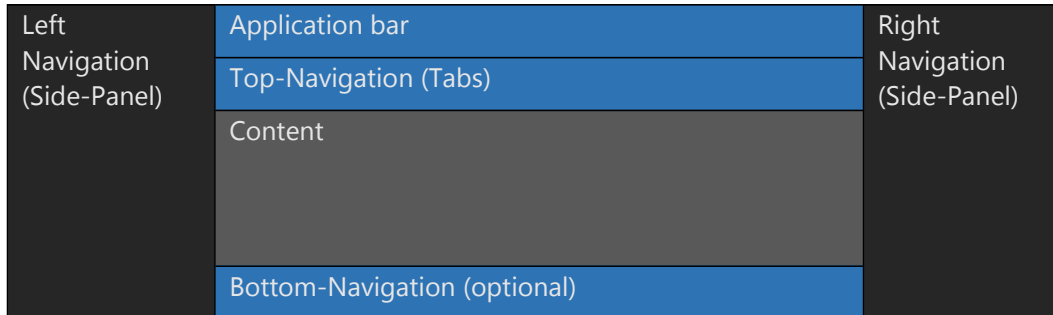 Left
Navigation
(Side-Panel)
Application bar
Top-Navigation (Tabs)
Content
Bottom-Navigation (optional)
Right
Navigation
(Side-Panel)